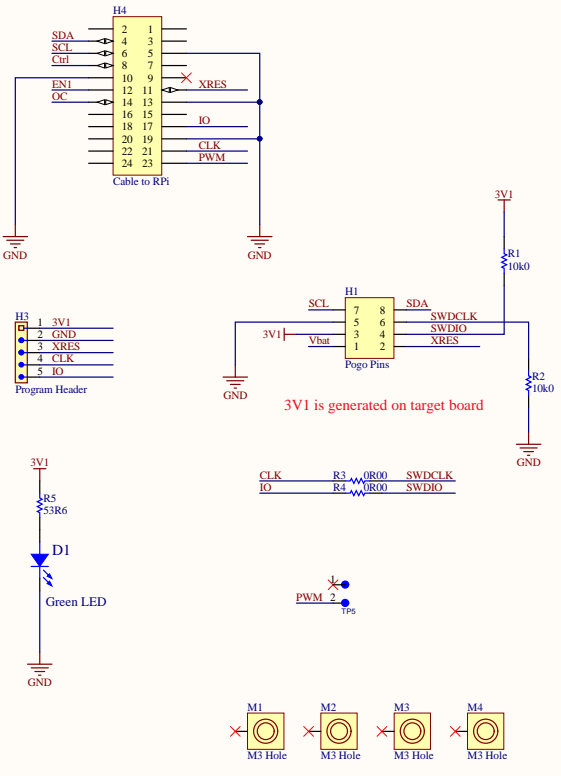 H4
2 1
SDA 4 3
SCL 6 5
Ctrl 8 7
10 9
EN1 12 11 XRES
OC 14 13
16 15
18 17 IO
20 19
22 21 CLK
24 23 PWM
Cable to RPi
GND
GND
3V1
R1
10k0
H1
SCL 7 8 SDA
5 6 SWDCLK
3V1 3 4 SWDIO
Vbat 1 2 XRES
Pogo Pins
GND
R2
10k0
GND
H3
1 3V1
2 GND
3 XRES
4 CLK
5 IO
Program Header
3V1 is generated on target board
3V1
R5
53R6
D1
Green LED
GND
CLK R3 0R00 SWDCLK
IO R4 0R00 SWDIO
1
PWM 2
TP5
M1 M2 M3 M4
M3 Hole M3 Hole M3 Hole M3 Hole